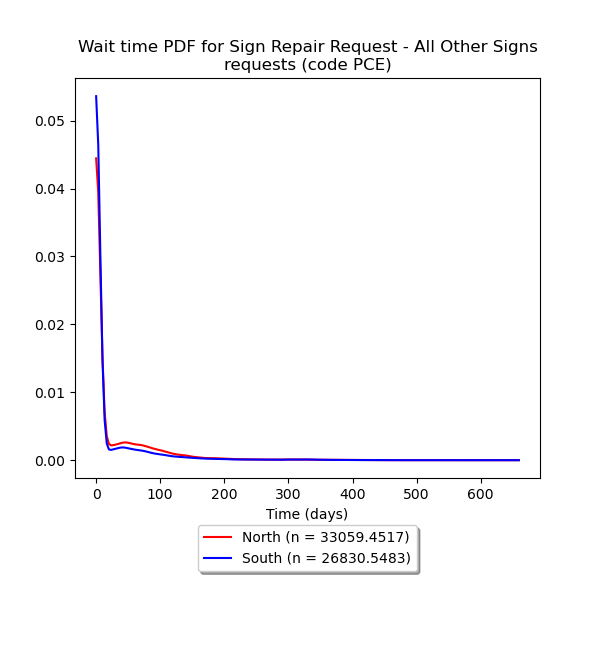 Wait time PDF for Sign Repair Request - All Other Signs
requests (code PCE)
0.05
0.04
0.03
0.02
0.01
0.00
0 100 200 300 400 500 600
Time (days)
North (n = 33059.4517)
South (n = 26830.5483)